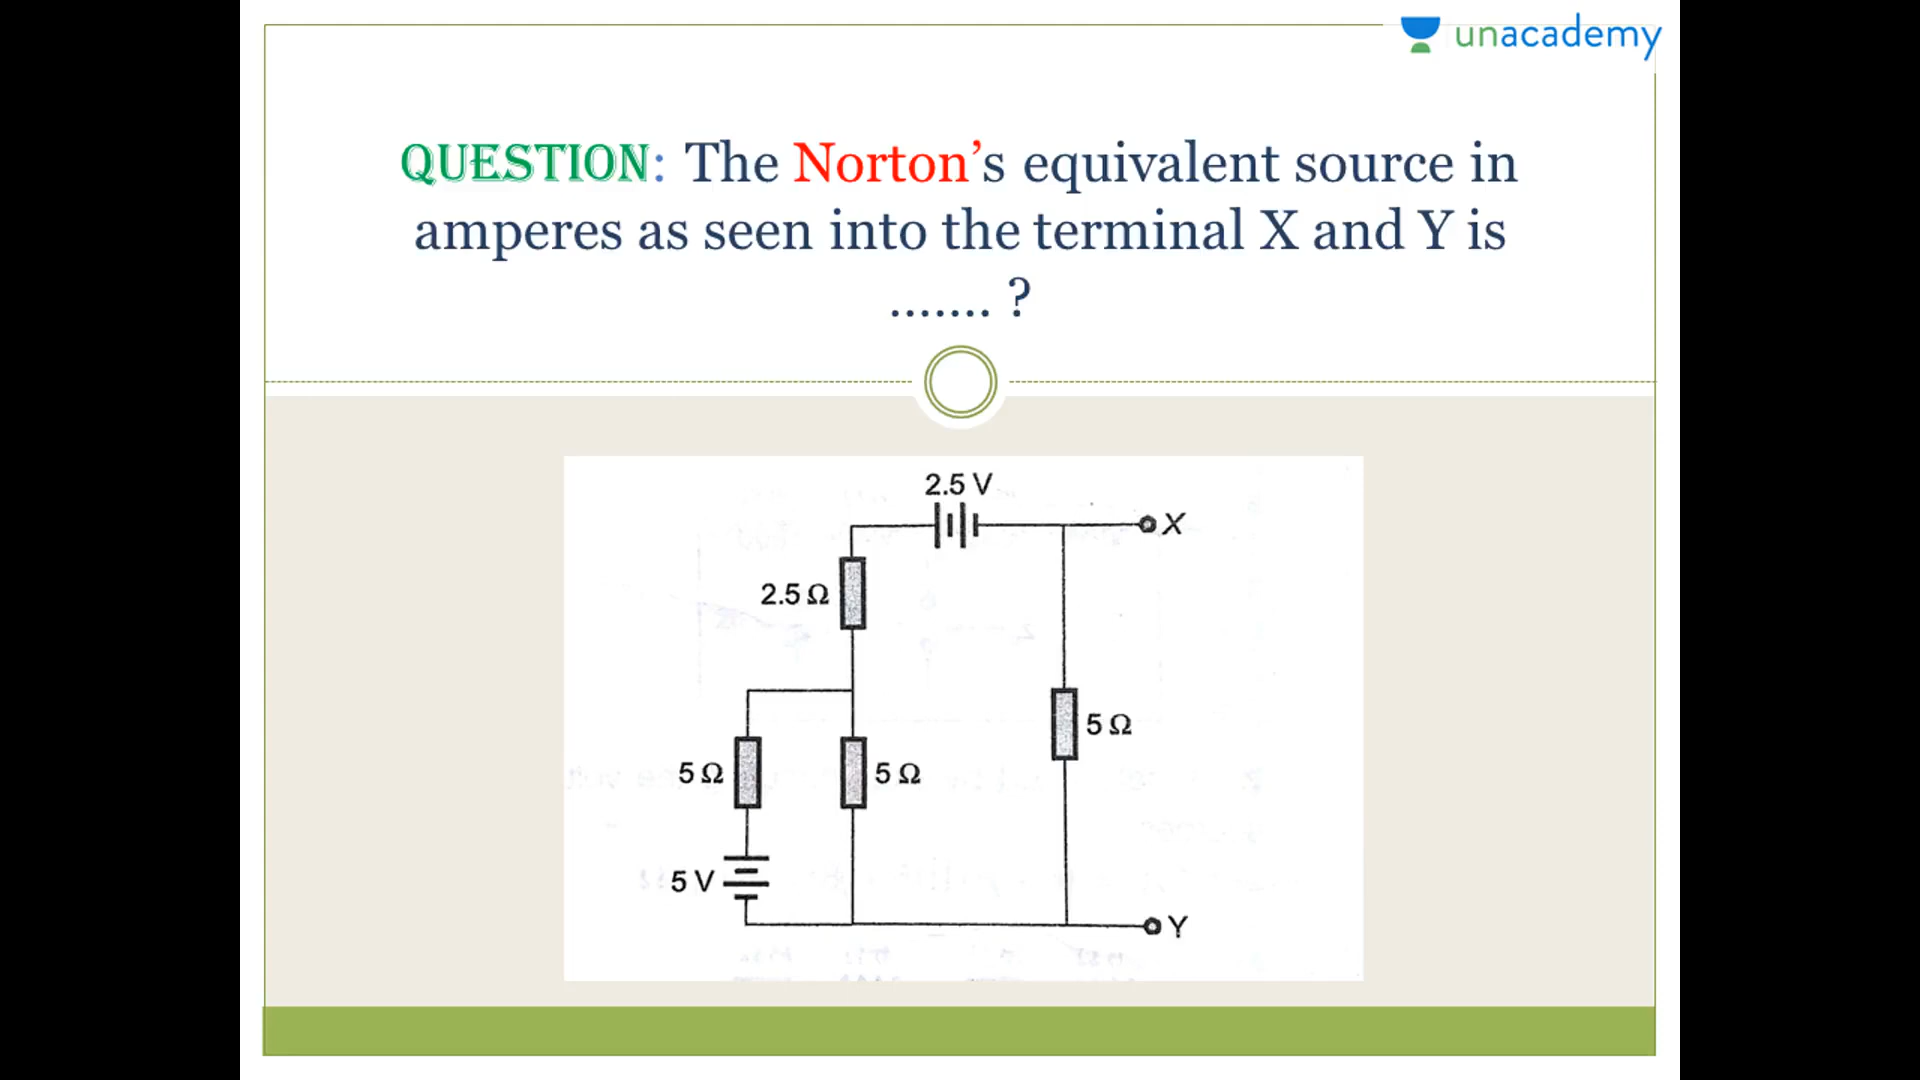 unacademy
QUESTION: The Norton’s equivalent source in
amperes as seen into the terminal X and Y is
....... ?
2.5 V
X
2.5 Ω
5 Ω
5 Ω
5 Ω
5 V
Y